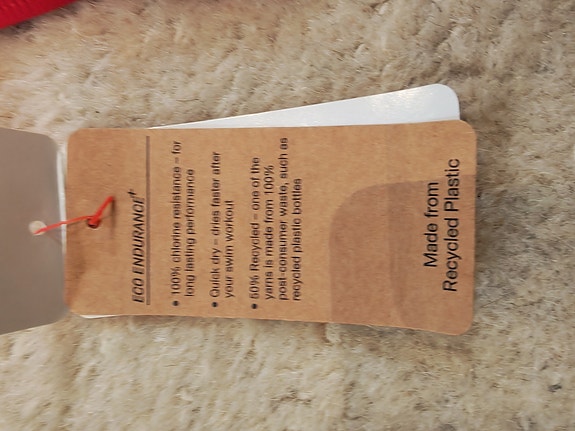 ECO ENDURANCE+
• 100% chlorine resistance – for
long lasting performance
• Quick dry – dries faster after
your swim workout
• 50% Recycled – one of the
yarns is made from 100%
post-consumer waste, such as
recycled plastic bottles
Made from
Recycled Plastic